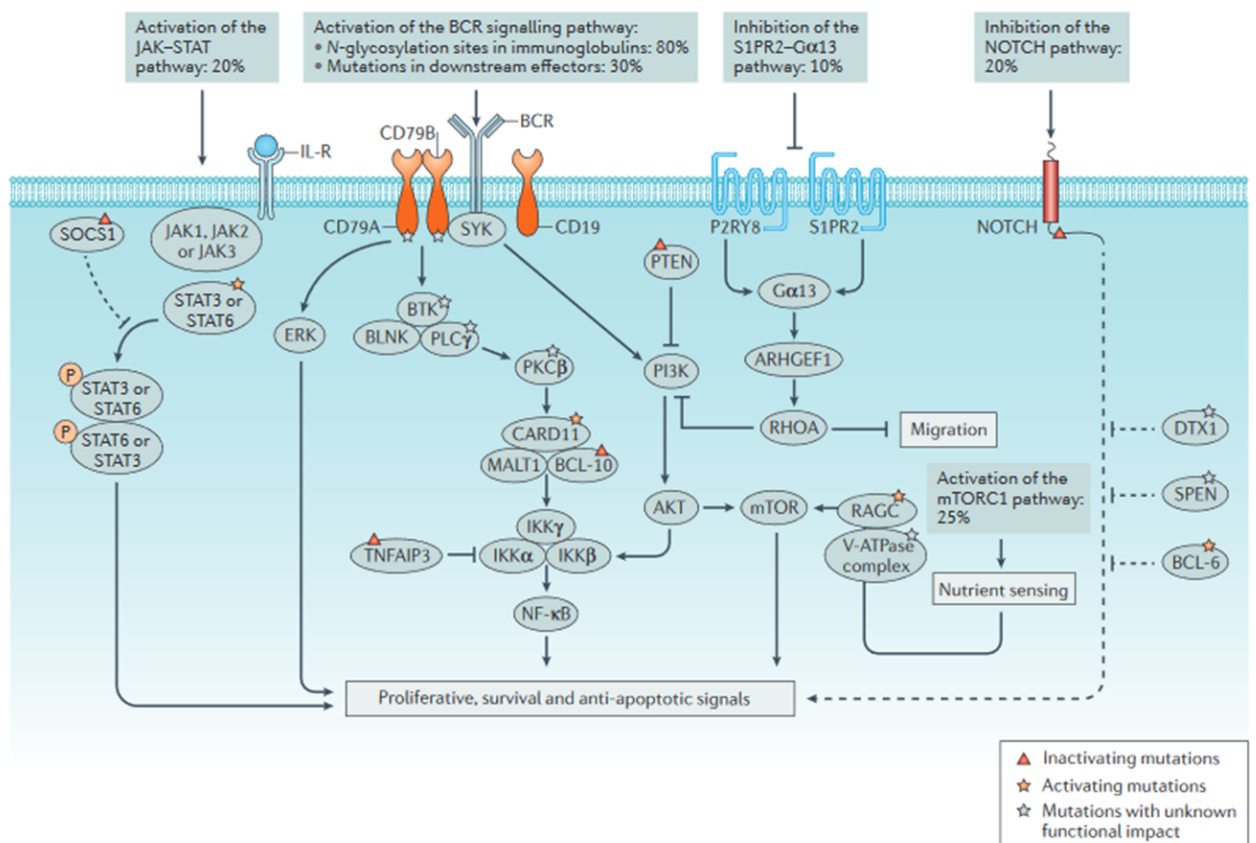 Activation of the
JAK–STAT
pathway: 20%
Activation of the BCR signalling pathway:
• N-glycosylation sites in immunoglobulins: 80%
• Mutations in downstream effectors: 30%
Inhibition of the
S1PR2–Gα13
pathway: 10%
Inhibition of the
NOTCH pathway:
20%
IL-R
CD79B
BCR
CD79A
SYK
CD19
P2RY8
S1PR2
NOTCH
SOCS1
JAK1, JAK2
or JAK3
STAT3 or
STAT6
P
STAT3 or
STAT6
P
STAT6 or
STAT3
ERK
BTK
BLNK
PLCγ
PKCβ
CARD11
MALT1
BCL-10
IKKγ
IKKα
IKKβ
TNFAIP3
NF-κB
PTEN
PI3K
AKT
mTOR
Gα13
ARHGEF1
RHOA
Migration
RAGC
V-ATPase
complex
Activation of the
mTORC1 pathway:
25%
Nutrient sensing
DTX1
SPEN
BCL-6
Proliferative, survival and anti-apoptotic signals
Inactivating mutations
Activating mutations
Mutations with unknown
functional impact